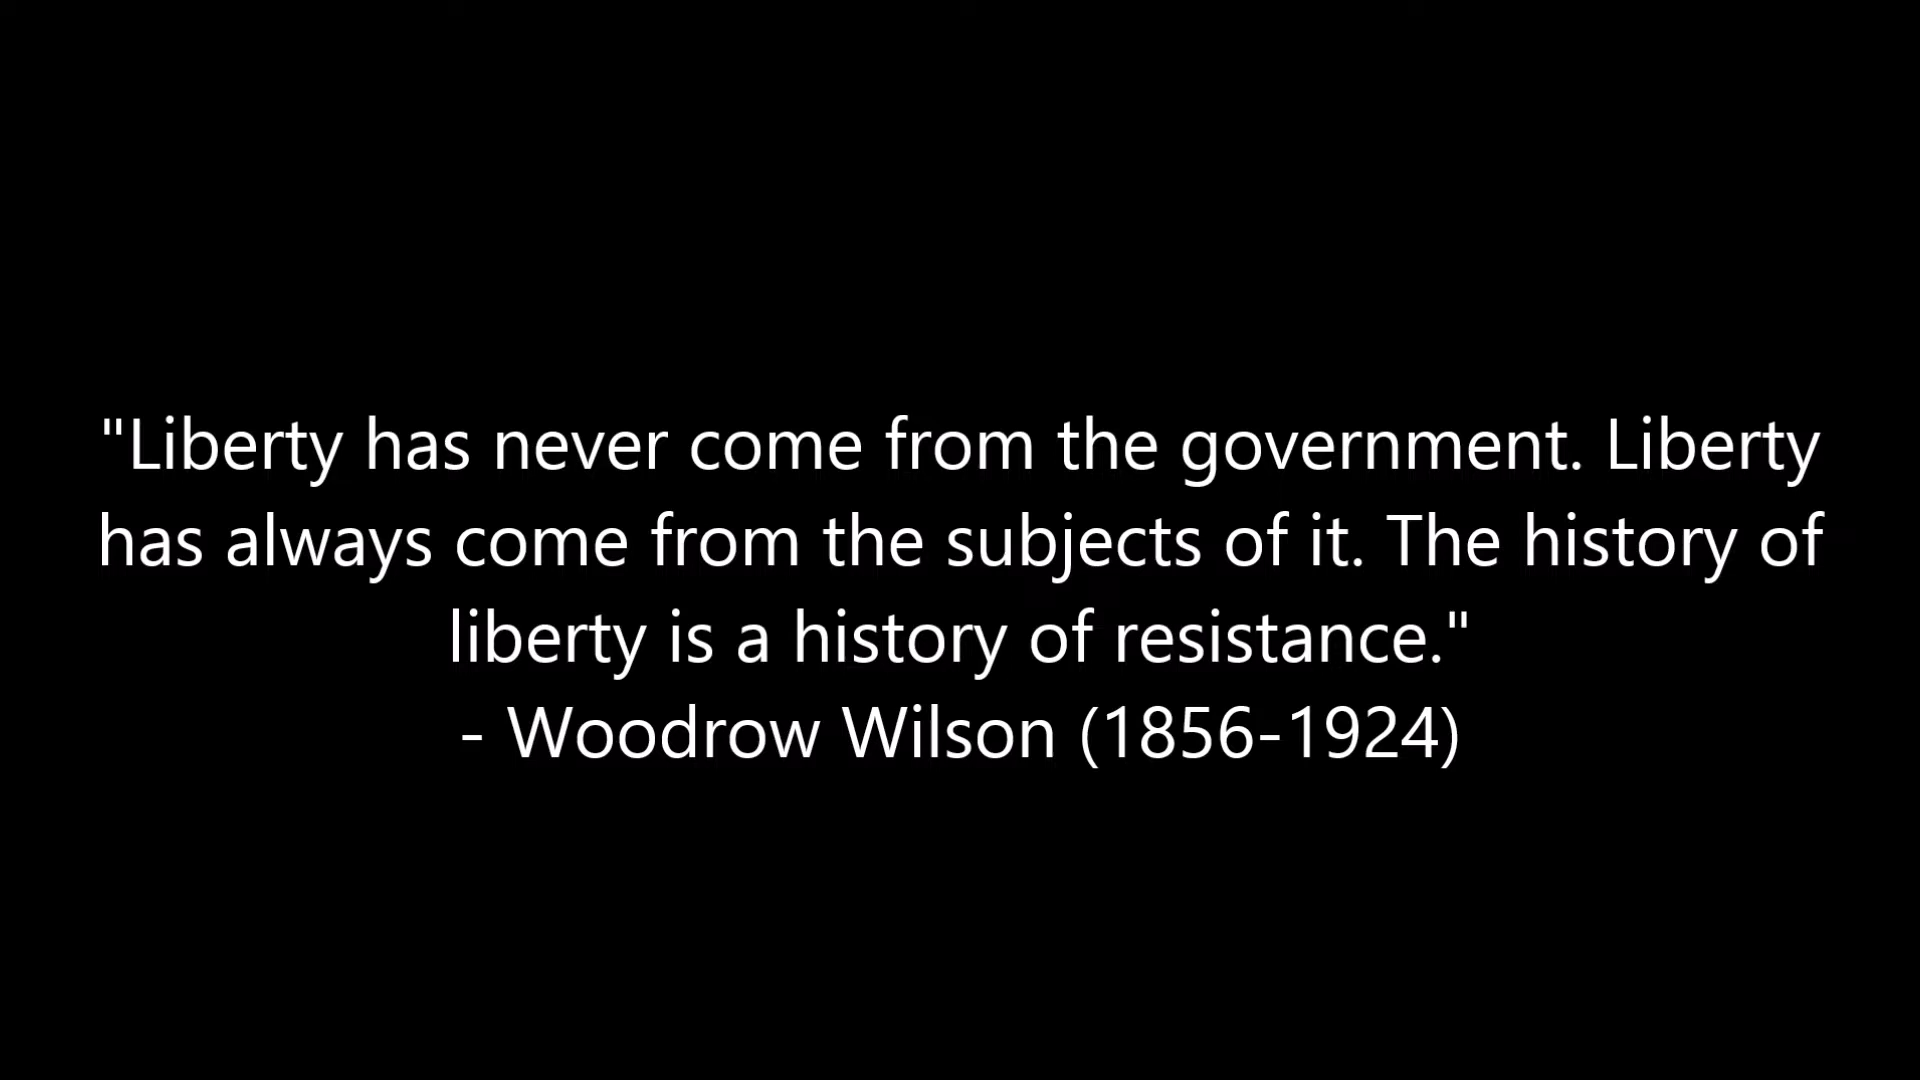 "Liberty has never come from the government. Liberty
has always come from the subjects of it. The history of
liberty is a history of resistance."
- Woodrow Wilson (1856-1924)